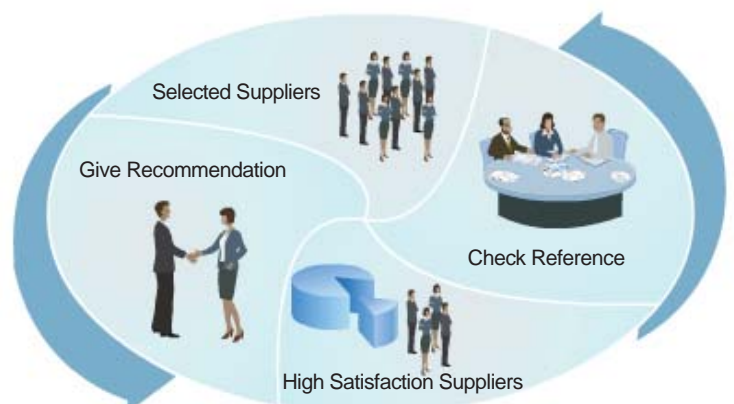 Selected Suppliers
Give Recommendation
Check Reference
High Satisfaction Suppliers